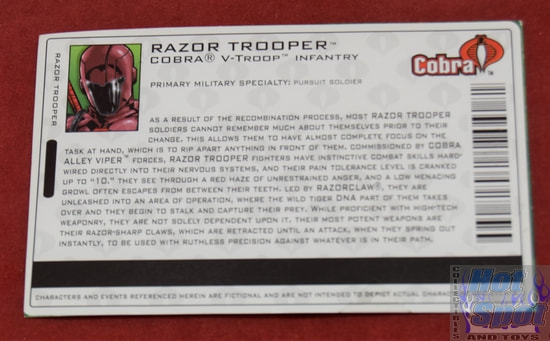 RAZOR TROOPER™
COBRA® V-TROOP™ INFANTRY
Cobra™
PRIMARY MILITARY SPECIALTY: PURSUIT SOLDIER
RAZOR TROOPER
AS A RESULT OF THE RECOMBINATION PROCESS, MOST RAZOR TROOPER
SOLDIERS CANNOT REMEMBER MUCH ABOUT THEMSELVES PRIOR TO THEIR
CHANGE. THIS ALLOWS THEM TO HAVE ALMOST COMPLETE FOCUS ON THE
TASK AT HAND, WHICH IS TO RIP APART ANYTHING IN FRONT OF THEM. COMMISSIONED BY COBRA
ALLEY VIPER™ FORCES, RAZOR TROOPER FIGHTERS HAVE INSTINCTIVE COMBAT SKILLS HARD-
WIRED DIRECTLY INTO THEIR NERVOUS SYSTEMS, AND THEIR PAIN TOLERANCE LEVEL IS CRANKED
UP TO "10." THEY SEE THROUGH A RED HAZE OF UNRESTRAINED ANGER, AND A LOW MENACING
GROWL OFTEN ESCAPES FROM BETWEEN THEIR TEETH. LED BY RAZORCLAW®, THEY ARE
UNLEASHED INTO AN AREA OF OPERATION, WHERE THE WILD TIGER DNA PART OF THEM TAKES
OVER AND THEY BEGIN TO STALK AND CAPTURE THEIR PREY. WHILE PROFICIENT WITH HIGH-TECH
WEAPONRY, THEY ARE NOT SOLELY DEPENDENT UPON IT. THEIR MOST POTENT WEAPONS ARE
THEIR RAZOR-SHARP CLAWS, WHICH ARE RETRACTED UNTIL AN ATTACK, WHEN THEY SPRING OUT
INSTANTLY, TO BE USED WITH RUTHLESS PRECISION AGAINST WHATEVER IS IN THEIR PATH.
CHARACTERS AND EVENTS REFERENCED HEREIN ARE FICTIONAL AND ARE NOT INTENDED TO DEPICT ACTUAL
Hot Shot
COLLECTIBLES
AND TOYS